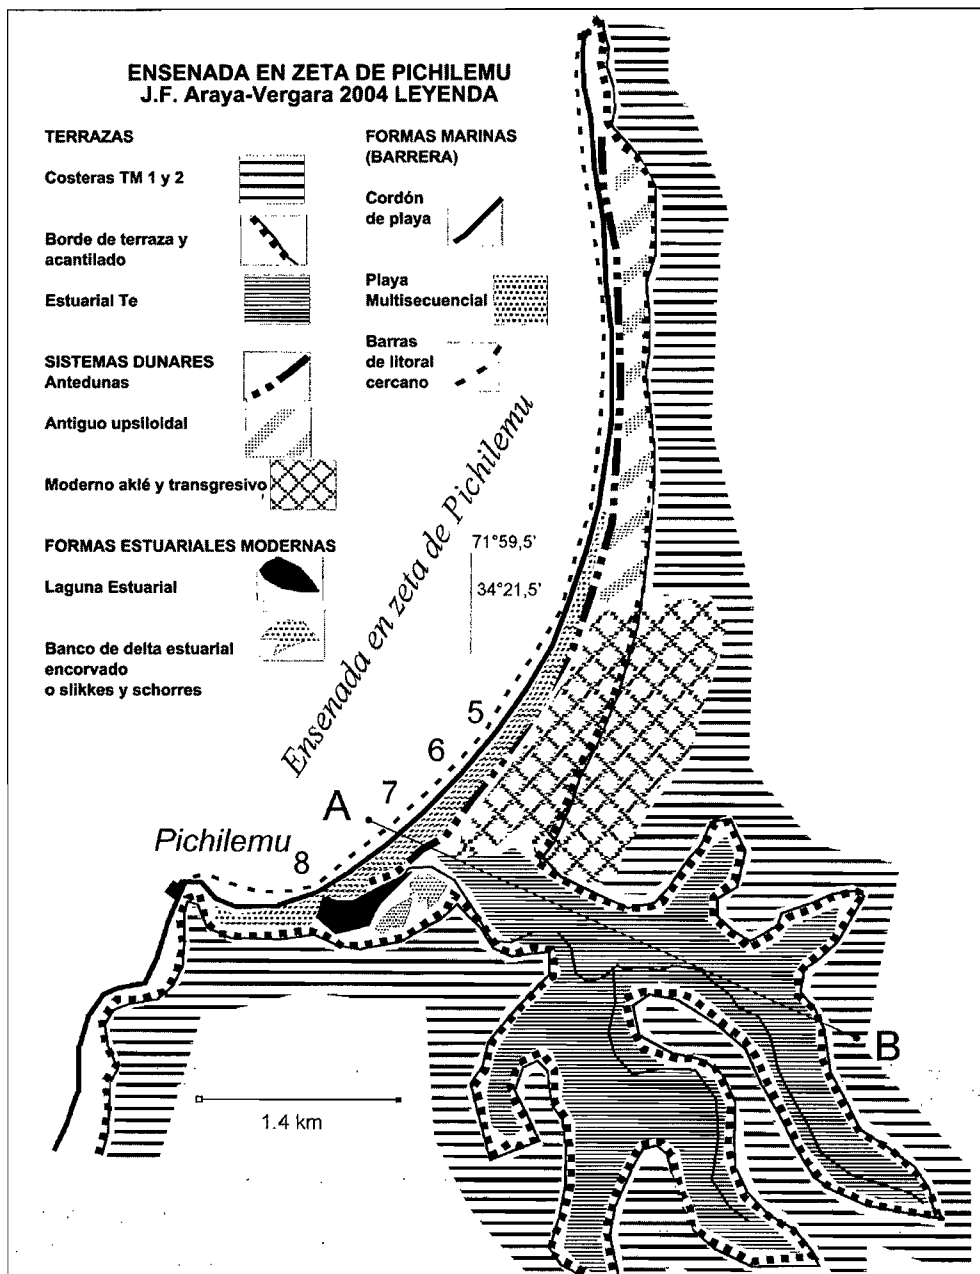 ENSENADA EN ZETA DE PICHILEMU
J.F. Araya-Vergara 2004 LEYENDA
TERRAZAS
Costeras TM 1 y 2
Borde de terraza y
acantilado
Estuarial Te
SISTEMAS DUNARES
Antedunas
Antiguo upsiloidal
Moderno aklé y transgresivo
FORMAS ESTUARIALES MODERNAS
Laguna Estuarial
Banco de delta estuarial
encorvado
o slikkes y schorres
FORMAS MARINAS
(BARRERA)
Cordón
de playa
Playa
Multisecuencial
Barras
de litoral
cercano
Ensenada en zeta de Pichilemu
71°59,5'
34°21,5'
5
6
7
A
8
Pichilemu
B
1.4 km